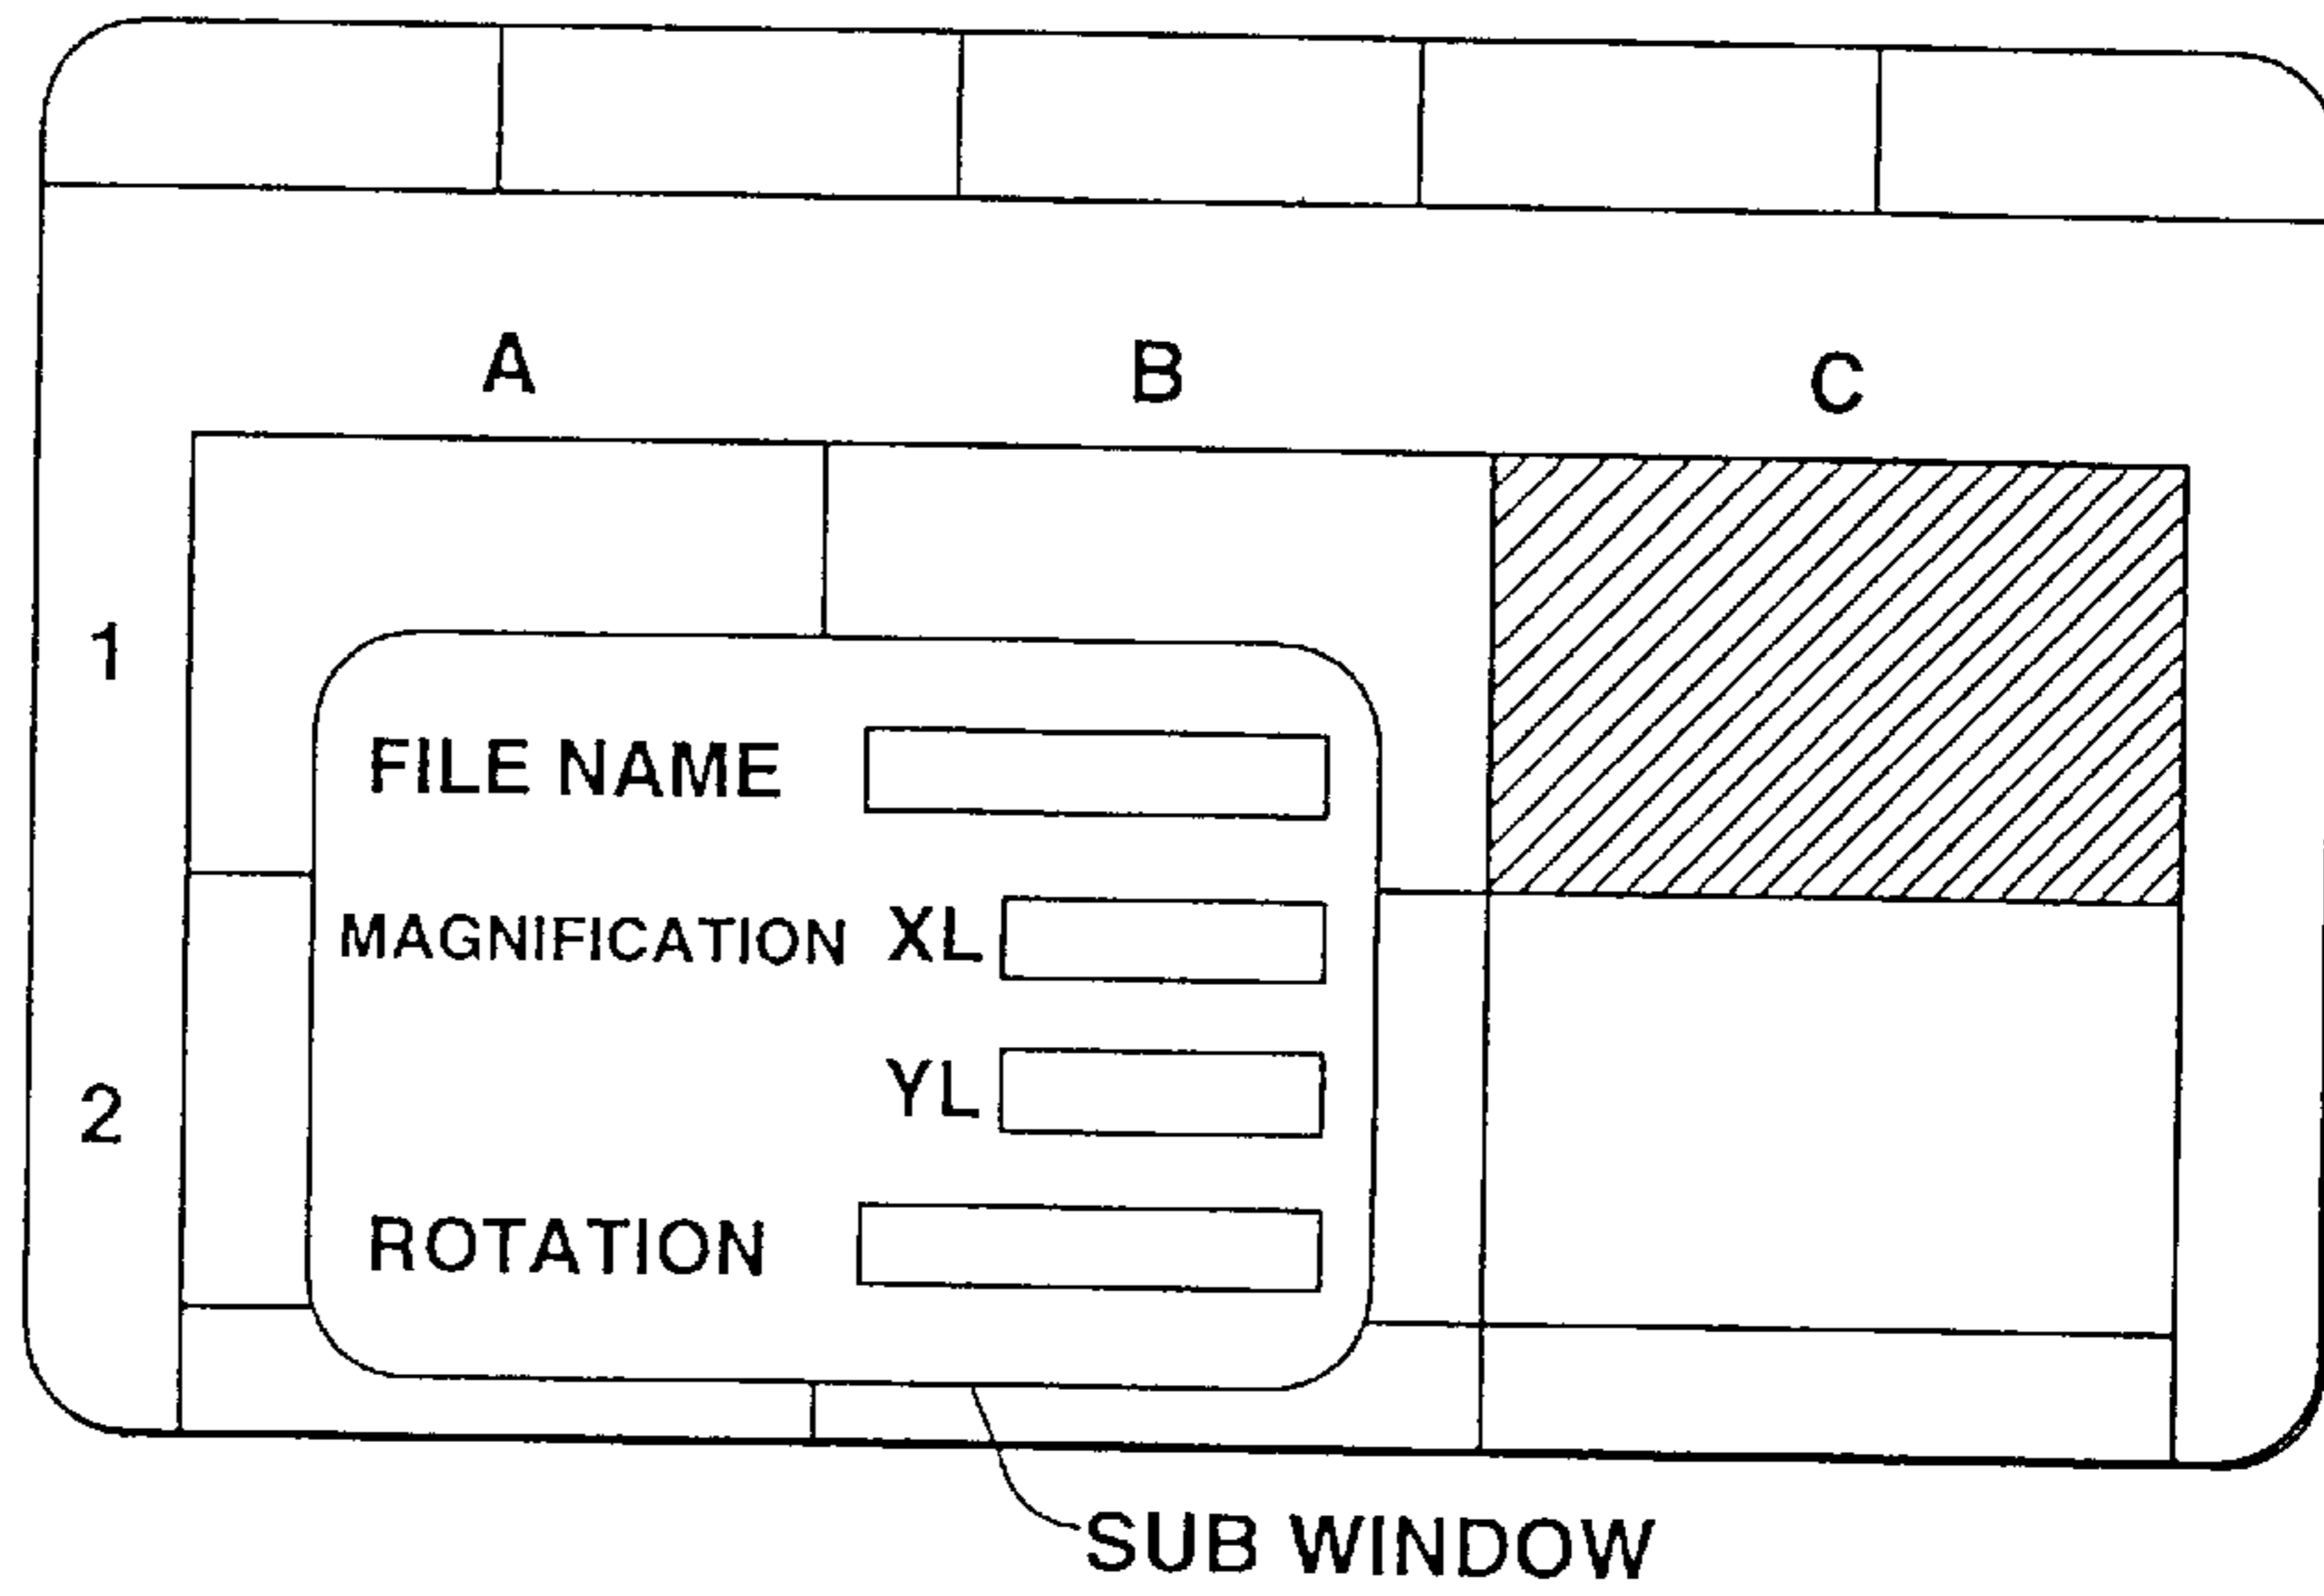 A B C
1
FILE NAME
MAGNIFICATION XL
YL
2
ROTATION
SUB WINDOW